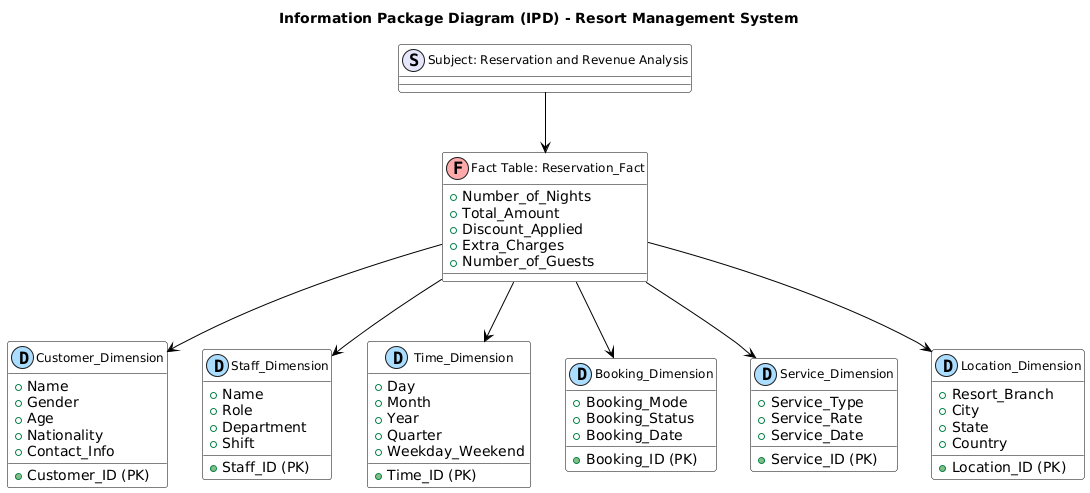 Information Package Diagram (IPD) - Resort Management System
S Subject: Reservation and Revenue Analysis
F Fact Table: Reservation_Fact
Number_of_Nights
Total_Amount
Discount_Applied
Extra_Charges
Number_of_Guests
D Customer_Dimension
Name
Gender
Age
Nationality
Contact_Info
Customer_ID (PK)
D Staff_Dimension
Name
Role
Department
Shift
Staff_ID (PK)
D Time_Dimension
Day
Month
Year
Quarter
Weekday_Weekend
Time_ID (PK)
D Booking_Dimension
Booking_Mode
Booking_Status
Booking_Date
Booking_ID (PK)
D Service_Dimension
Service_Type
Service_Rate
Service_Date
Service_ID (PK)
D Location_Dimension
Resort_Branch
City
State
Country
Location_ID (PK)